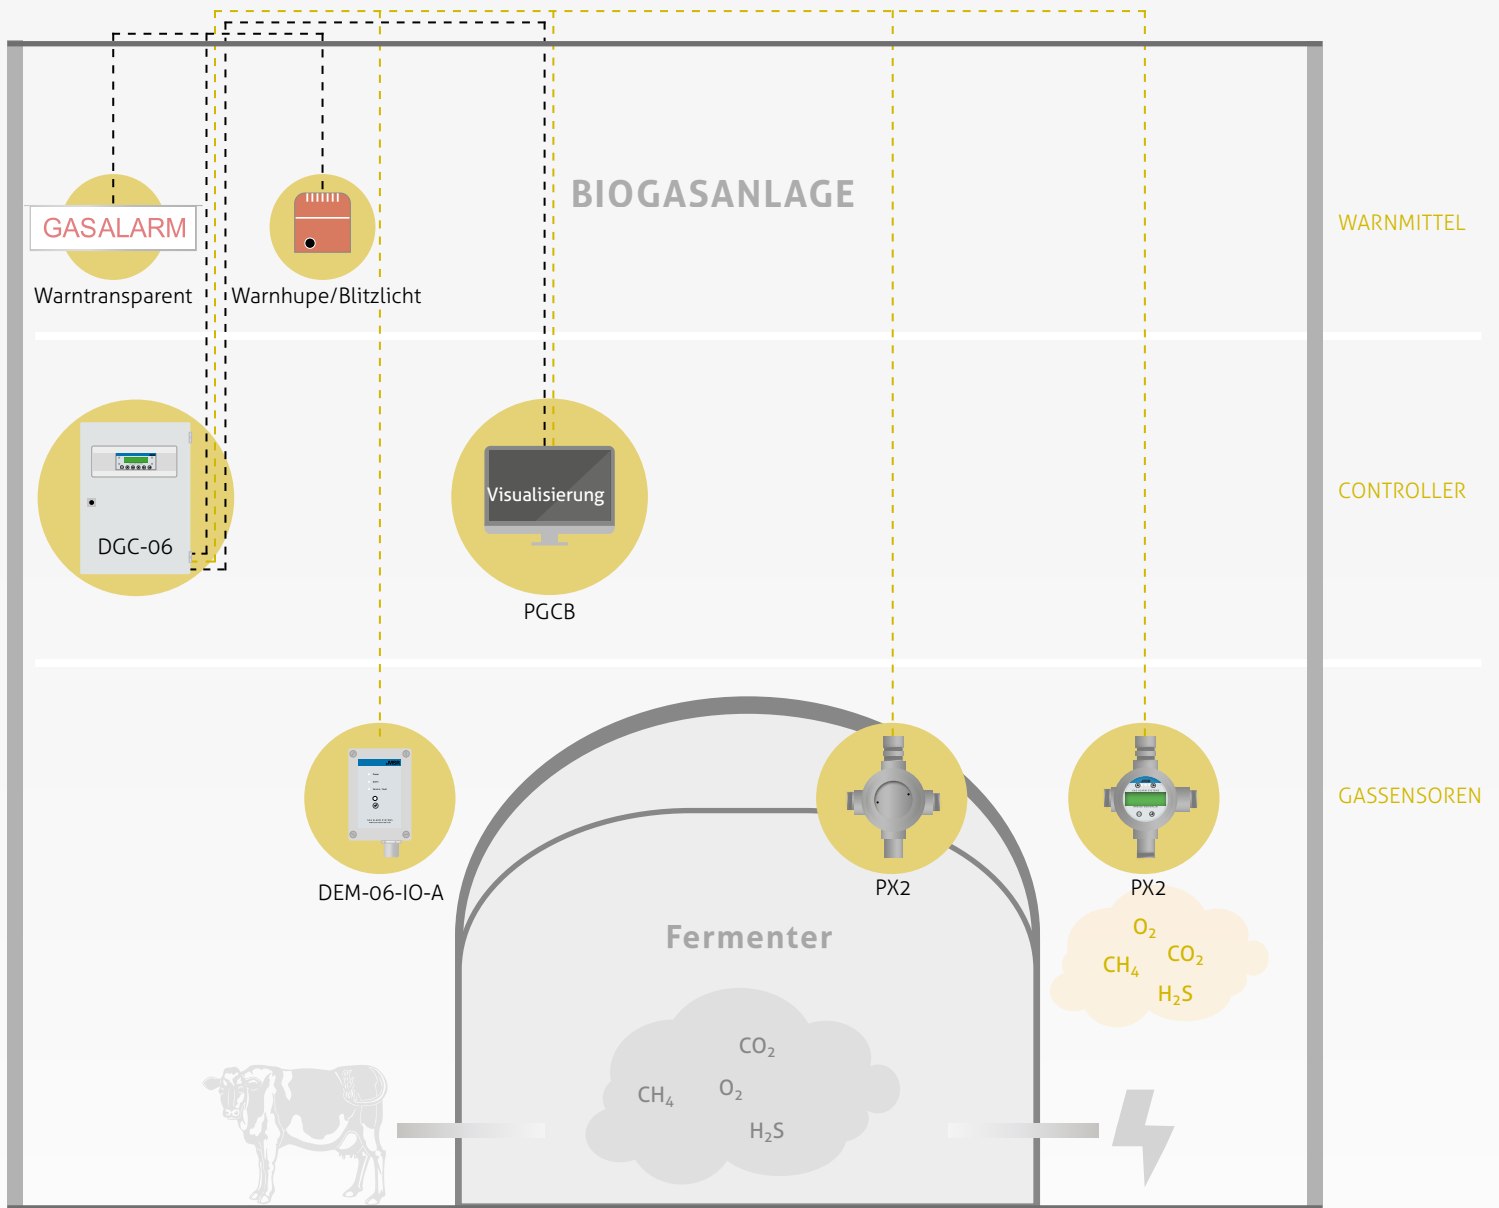 BIOGASANLAGE
WARNMITTEL
GASALARM
Warntransparent
Warnhupe/Blitzlicht
CONTROLLER
Visualisierung
DGC-06
PGCB
GASSENSOREN
DEM-06-IO-A
PX2
PX2
Fermenter
O₂
CO₂
CH₄
H₂S
CO₂
O₂
CH₄
H₂S